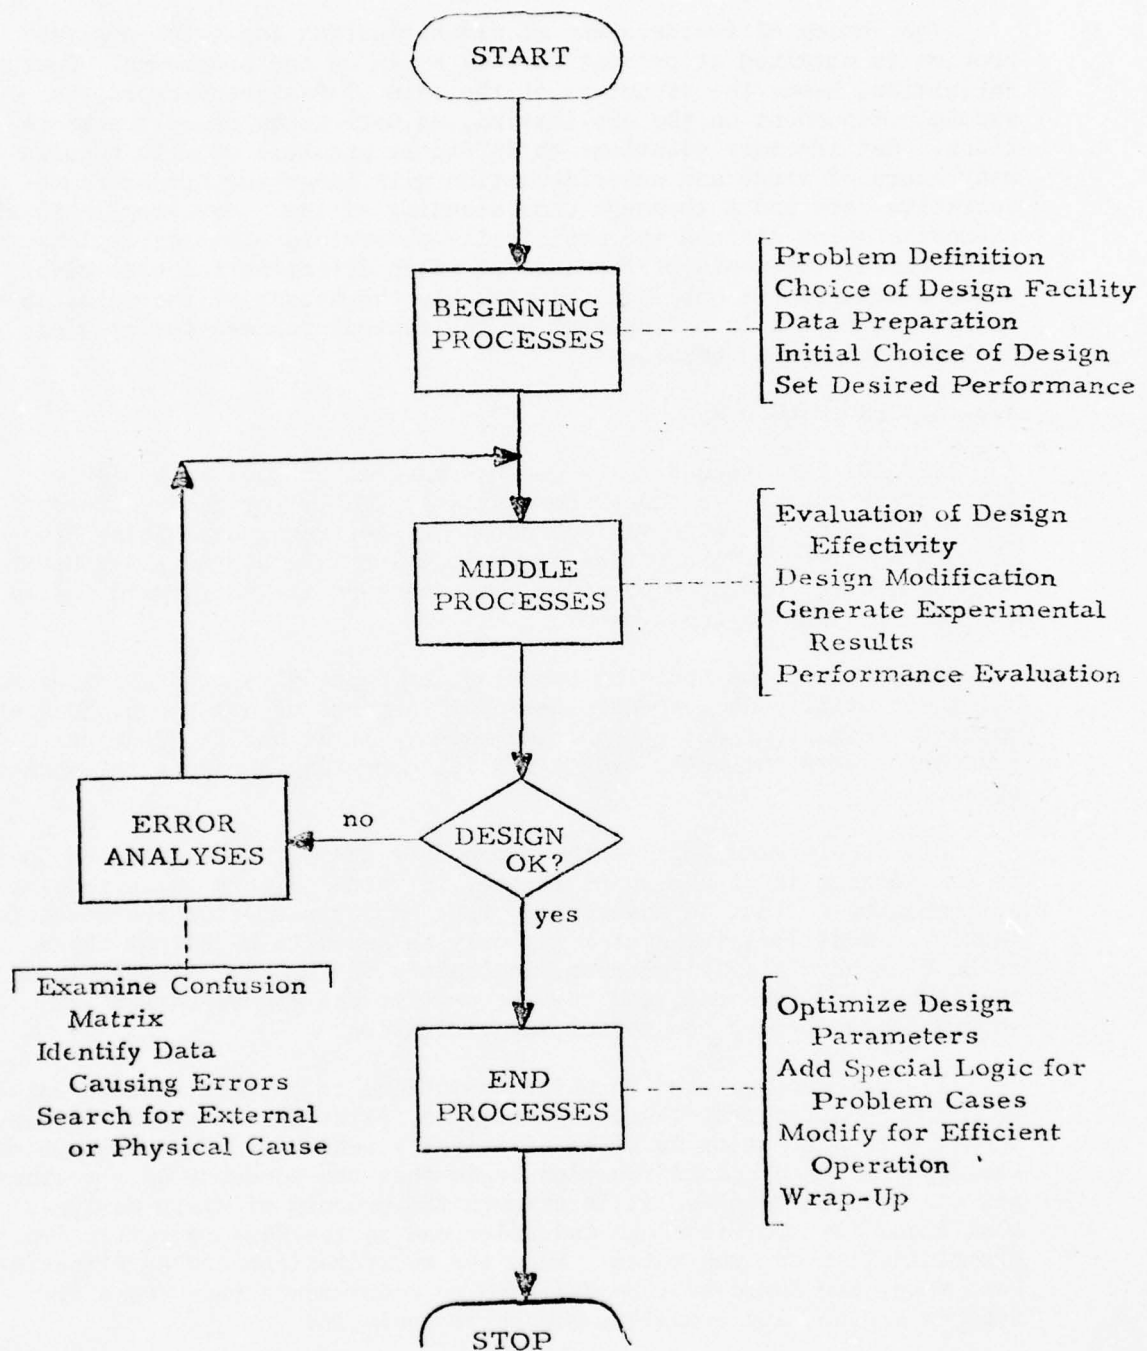 START
BEGINNING
PROCESSES
Problem Definition
Choice of Design Facility
Data Preparation
Initial Choice of Design
Set Desired Performance
MIDDLE
PROCESSES
Evaluation of Design
Effectivity
Design Modification
Generate Experimental
Results
Performance Evaluation
DESIGN
OK?
no
yes
ERROR
ANALYSES
Examine Confusion
Matrix
Identify Data
Causing Errors
Search for External
or Physical Cause
END
PROCESSES
Optimize Design
Parameters
Add Special Logic for
Problem Cases
Modify for Efficient
Operation
Wrap-Up
STOP